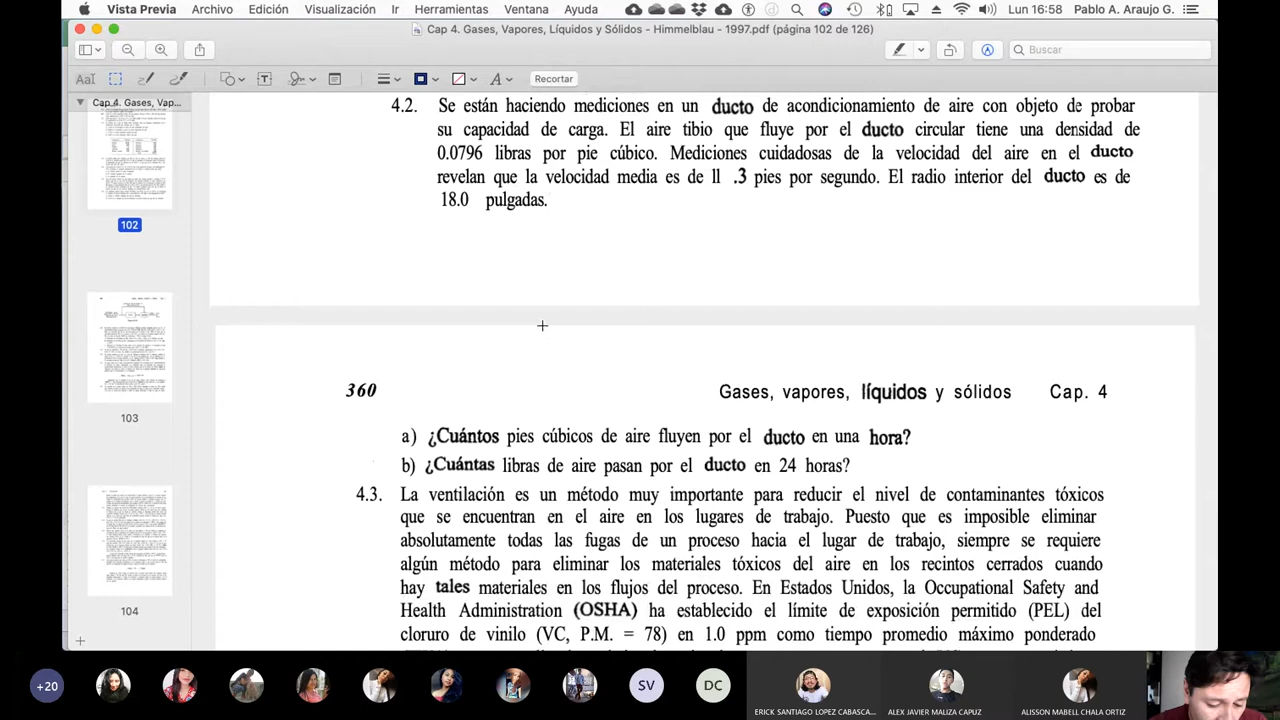 Vista Previa Archivo Edición Visualización Ir Herramientas Ventana Ayuda Lun 16:58 Pablo A. Araujo G.
Cap 4. Gases, Vapores, Líquidos y Sólidos - Himmelblau - 1997.pdf (página 102 de 126)
Buscar
AaI Recortar
Cap 4. Gases, Vap...
102
103
104
4.2. Se están haciendo mediciones en un ducto de acondicionamiento de aire con objeto de probar
su capacidad de carga. El aire tibio que fluye por el ducto circular tiene una densidad de
0.0796 libras por pie cúbico. Mediciones cuidadosas de la velocidad del aire en el ducto
revelan que la velocidad media es de ll .3 pies por segundo. El radio interior del ducto es de
18.0 pulgadas.
360 Gases, vapores, líquidos y sólidos Cap. 4
a) ¿Cuántos pies cúbicos de aire fluyen por el ducto en una hora?
b) ¿Cuántas libras de aire pasan por el ducto en 24 horas?
4.3. La ventilación es un método muy importante para reducir el nivel de contaminantes tóxicos
que se encuentran en el aire en los lugares de trabajo. Puesto que es imposible eliminar
absolutamente todas las fugas de un proceso hacia el lugar de trabajo, siempre se requiere
algún método para eliminar los materiales tóxicos del aire en los recintos cerrados cuando
hay tales materiales en los flujos del proceso. En Estados Unidos, la Occupational Safety and
Health Administration (OSHA) ha establecido el límite de exposición permitido (PEL) del
cloruro de vinilo (VC, P.M. = 78) en 1.0 ppm como tiempo promedio máximo ponderado
+20 SV DC
ERICK SANTIAGO LOPEZ CABASCA... ALEX JAVIER MALIZA CAPUZ ALISSON MABELL CHALA ORTIZ